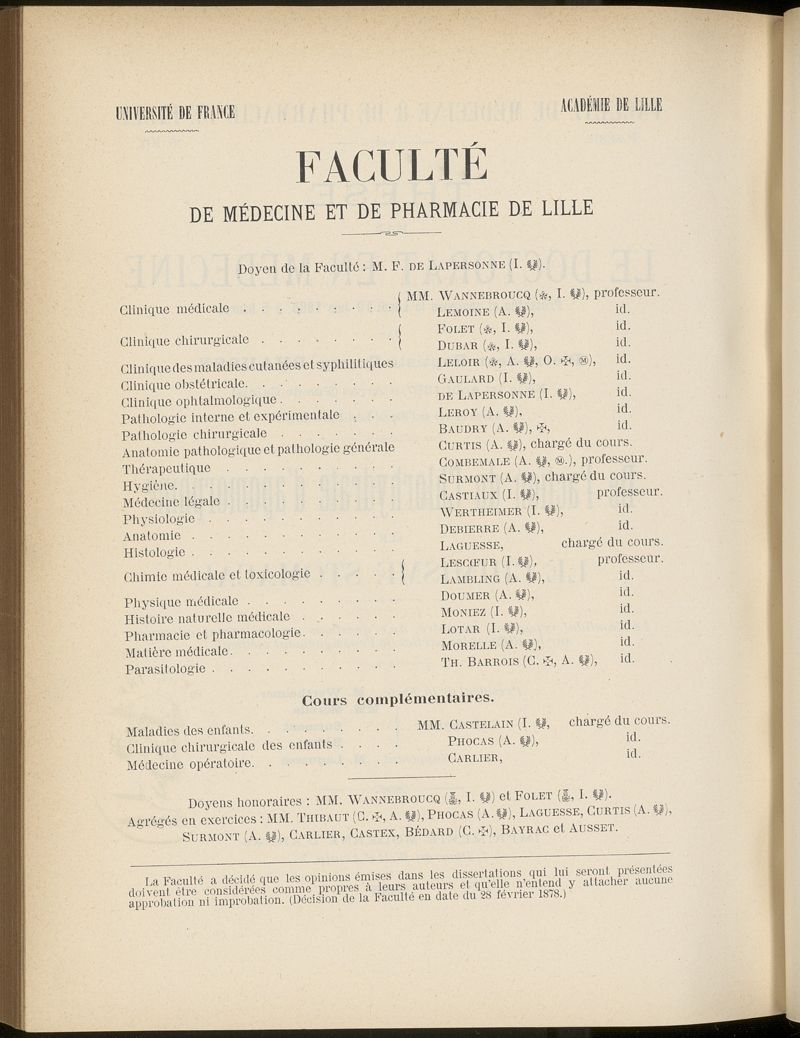 UNIVERSITÉ DE FRANCE
ACADÉMIE DE LILLE
FACULTÉ
DE MÉDECINE ET DE PHARMACIE DE LILLE
Doyen de la Faculté : M. F. DE LAPERSONNE (I. ).
Clinique médicale . . . . . . . . MM. WANNEBROUCQ (, I. ), professeur.
LEMOINE (A. ), id.
Clinique chirurgicale . . . . . . . FOLET (, I. ), id.
DUBAR (, I. ), id.
Clinique des maladies cutanées et syphilitiques LELOIR (, A. , O. ✠, ), id.
Clinique obstétricale. . . . . . . . GAULARD (I. ), id.
Clinique ophtalmologique . . . . . . DE LAPERSONNE (I. ), id.
Pathologie interne et expérimentale . . . LEROY (A. ), id.
Pathologie chirurgicale . . . . . . BAUDRY (A. ), ✠, id.
Anatomie pathologique et pathologie générale CURTIS (A. ), chargé du cours.
Thérapeutique . . . . . . . . . COMBEMALE (A. , .), professeur.
Hygiène. . . . . . . . . . . SURMONT (A. ), chargé du cours.
Médecine légale . . . . . . . . . CASTIAUX (I. ), professeur.
Physiologie . . . . . . . . . . WERTHEIMER (I. ), id.
Anatomie . . . . . . . . . . . DEBIERRE (A. ), id.
Histologie . . . . . . . . . . . LAGUESSE, chargé du cours.
Chimie médicale et toxicologie . . . . . LESCŒUR (I. ), professeur.
LAMBLING (A. ), id.
Physique médicale . . . . . . . . DOUMER (A. ), id.
Histoire naturelle médicale . . . . . MONIEZ (I. ), id.
Pharmacie et pharmacologie. . . . . . LOTAR (I. ), id.
Matière médicale. . . . . . . . . MORELLE (A. ), id.
Parasitologie . . . . . . . . . . TH. BARROIS (C. ✠, A. ), id.
Cours complémentaires.
Maladies des enfants. . . . . . . . MM. CASTELAIN (I. , chargé du cours.
Clinique chirurgicale des enfants . . . . PHOCAS (A. ), id.
Médecine opératoire. . . . . . . . CARLIER, id.
Doyens honoraires : MM. WANNEBROUCQ (, I. ) et FOLET (, I. ).
Agrégés en exercices : MM. THIBAUT (C. ✠, A. ), PHOCAS (A. ), LAGUESSE, CURTIS (A. ),
SURMONT (A. ), CARLIER, CASTEX, BÉDARD (C. ✠), BAYRAC et AUSSET.
La Faculté a décidé que les opinions émises dans les dissertations qui lui seront présentées
doivent être considérées comme propres à leurs auteurs et qu'elle n'entend y attacher aucune
approbation ni improbation. (Décision de la Faculté en date du 28 février 1878.)